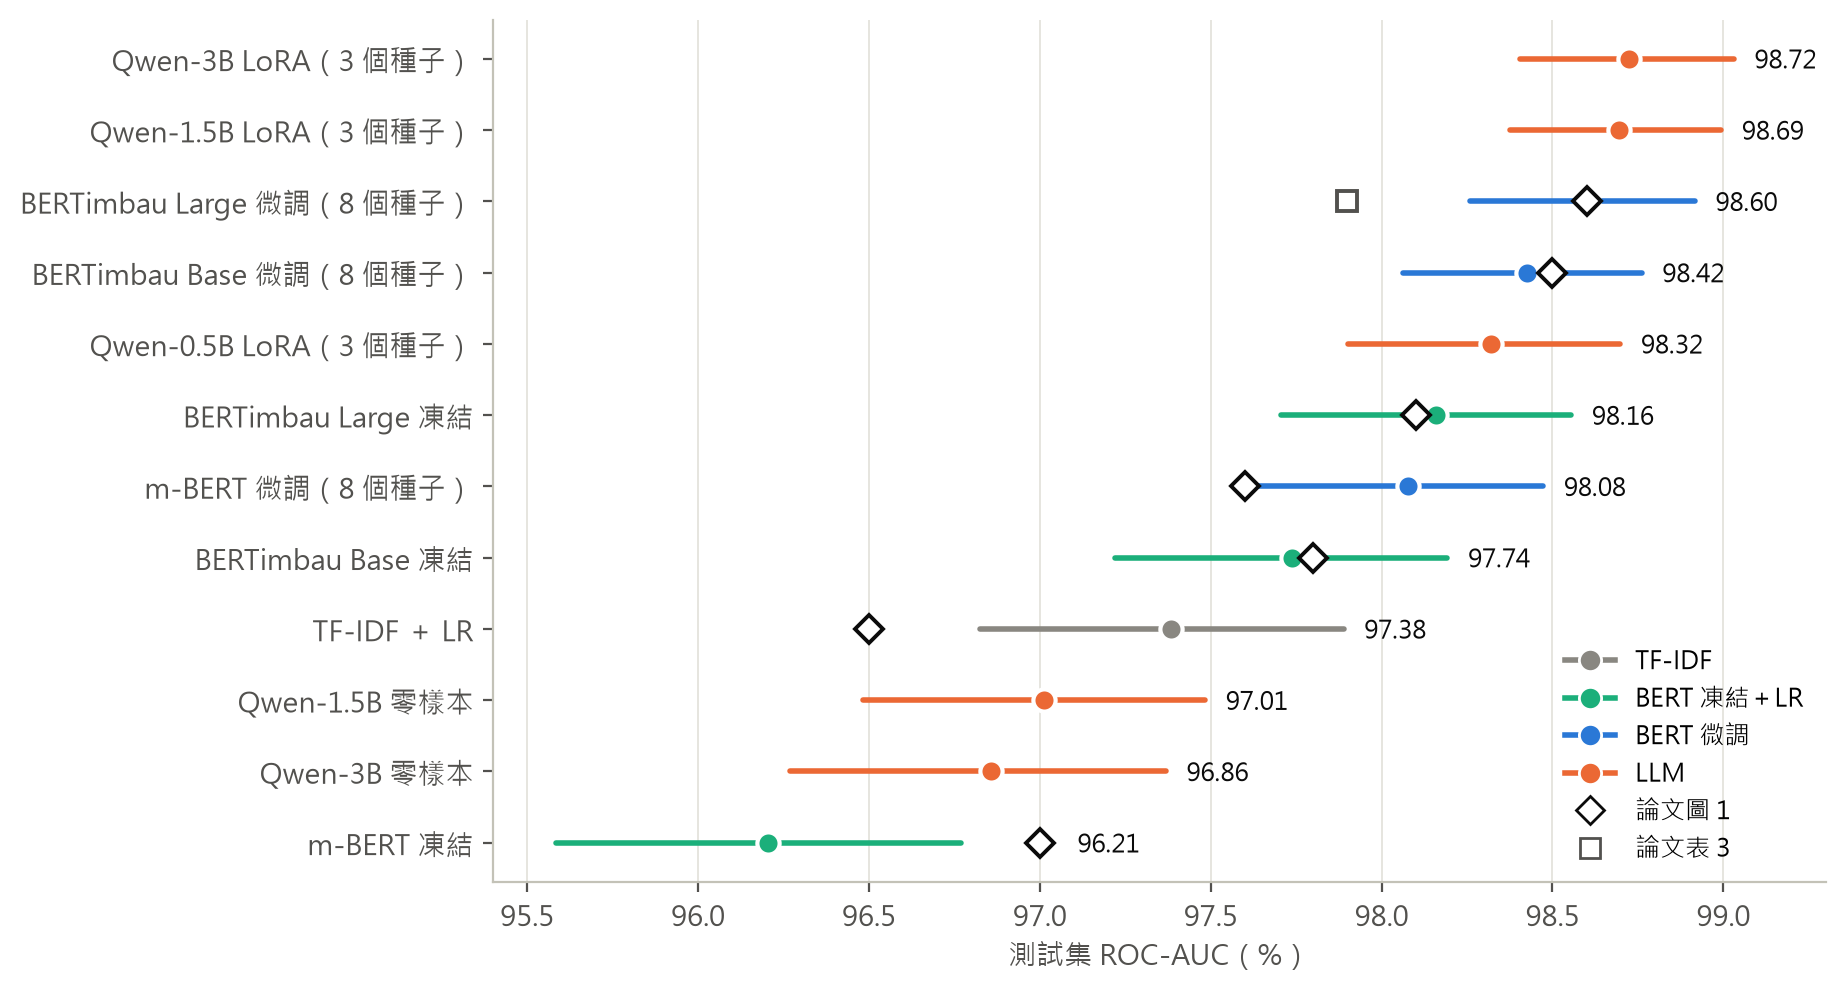 Qwen-3B LoRA（3 個種子） 98.72
Qwen-1.5B LoRA（3 個種子） 98.69
BERTimbau Large 微調（8 個種子） 98.60
BERTimbau Base 微調（8 個種子） 98.42
Qwen-0.5B LoRA（3 個種子） 98.32
BERTimbau Large 凍結 98.16
m-BERT 微調（8 個種子） 98.08
BERTimbau Base 凍結 97.74
TF-IDF + LR 97.38
Qwen-1.5B 零樣本 97.01
Qwen-3B 零樣本 96.86
m-BERT 凍結 96.21
TF-IDF
BERT 凍結 + LR
BERT 微調
LLM
論文圖 1
論文表 3
95.5 96.0 96.5 97.0 97.5 98.0 98.5 99.0
測試集 ROC-AUC（%）